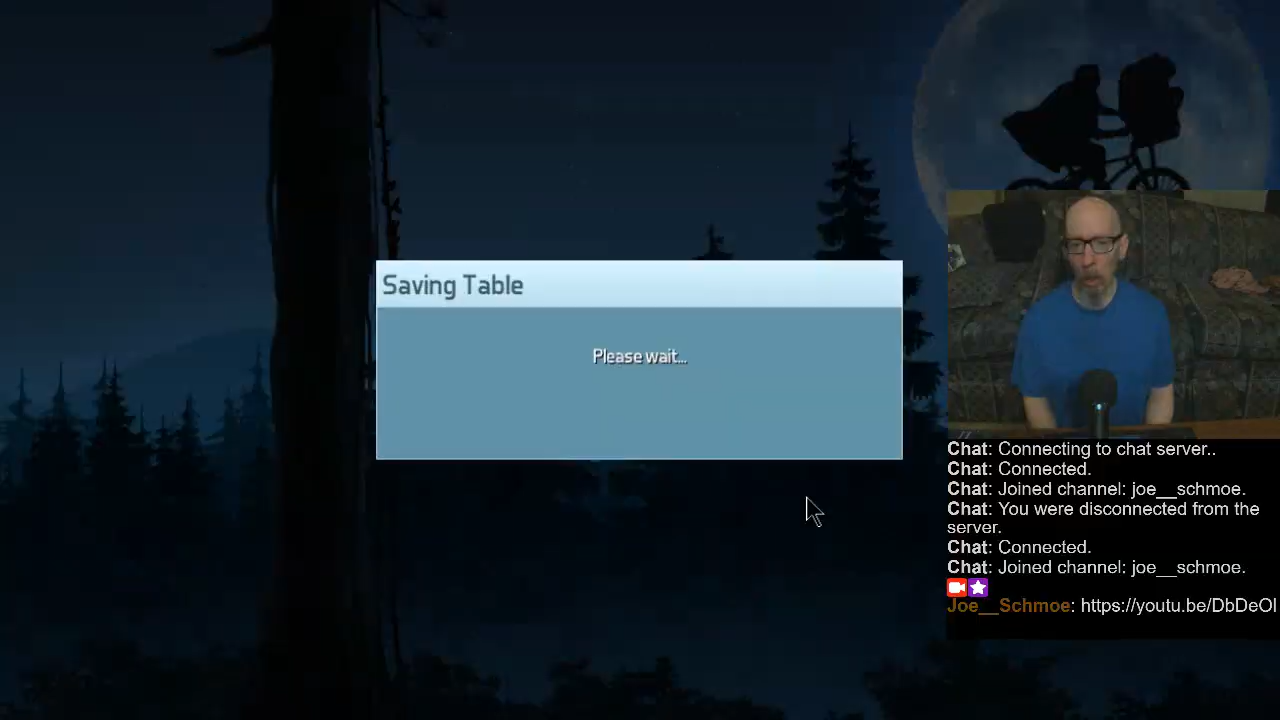 Saving Table
Please wait...
Chat: Connecting to chat server..
Chat: Connected.
Chat: Joined channel: joe__schmoe.
Chat: You were disconnected from the
server.
Chat: Connected.
Chat: Joined channel: joe__schmoe.
Joe__Schmoe: https://youtu.be/DbDeOl